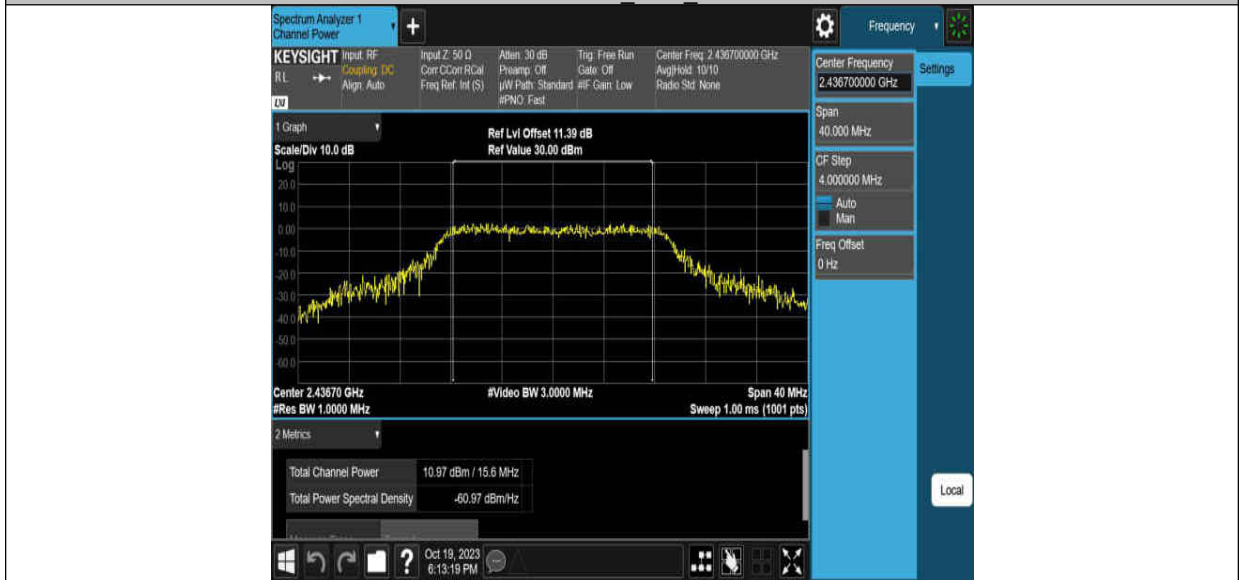 Spectrum Analyzer 1
Channel Power
+
Frequency
KEYSIGHT
RL
LXI
Input: RF
Coupling: DC
Align: Auto
Input Z: 50 Ω
Corr CCorr RCal
Freq Ref: Int (S)
Atten: 30 dB
Preamp: Off
µW Path: Standard
#PNO: Fast
Trig: Free Run
Gate: Off
#IF Gain: Low
Center Freq: 2.436700000 GHz
Avg|Hold: 10/10
Radio Std: None
Center Frequency
2.436700000 GHz
Settings
Span
40.000 MHz
CF Step
4.000000 MHz
Auto
Man
Freq Offset
0 Hz
Local
1 Graph
Scale/Div 10.0 dB
Ref Lvl Offset 11.39 dB
Ref Value 30.00 dBm
Log
20.0
10.0
0.00
-10.0
-20.0
-30.0
-40.0
-50.0
-60.0
Center 2.43670 GHz
#Video BW 3.0000 MHz
Span 40 MHz
#Res BW 1.0000 MHz
Sweep 1.00 ms (1001 pts)
2 Metrics
Total Channel Power 10.97 dBm / 15.6 MHz
Total Power Spectral Density -60.97 dBm/Hz
?
Oct 19, 2023
6:13:19 PM